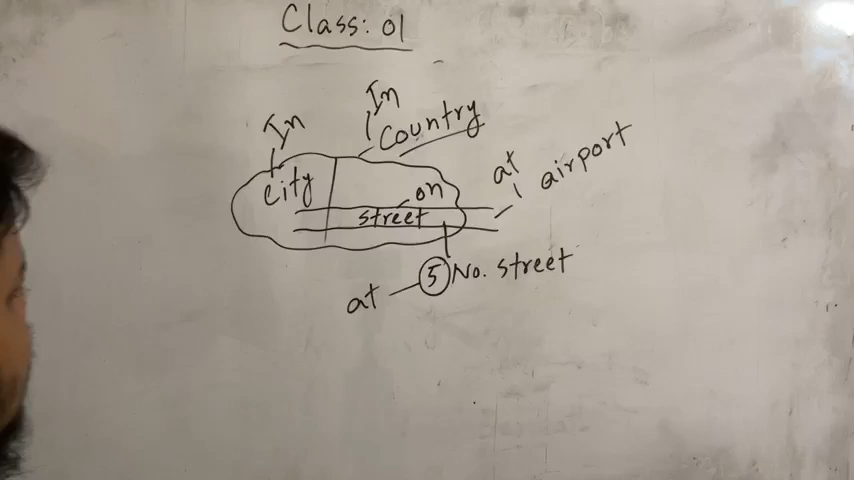 Class: 01
In
In
Country
City
on
at
airport
street
at 5 No. street